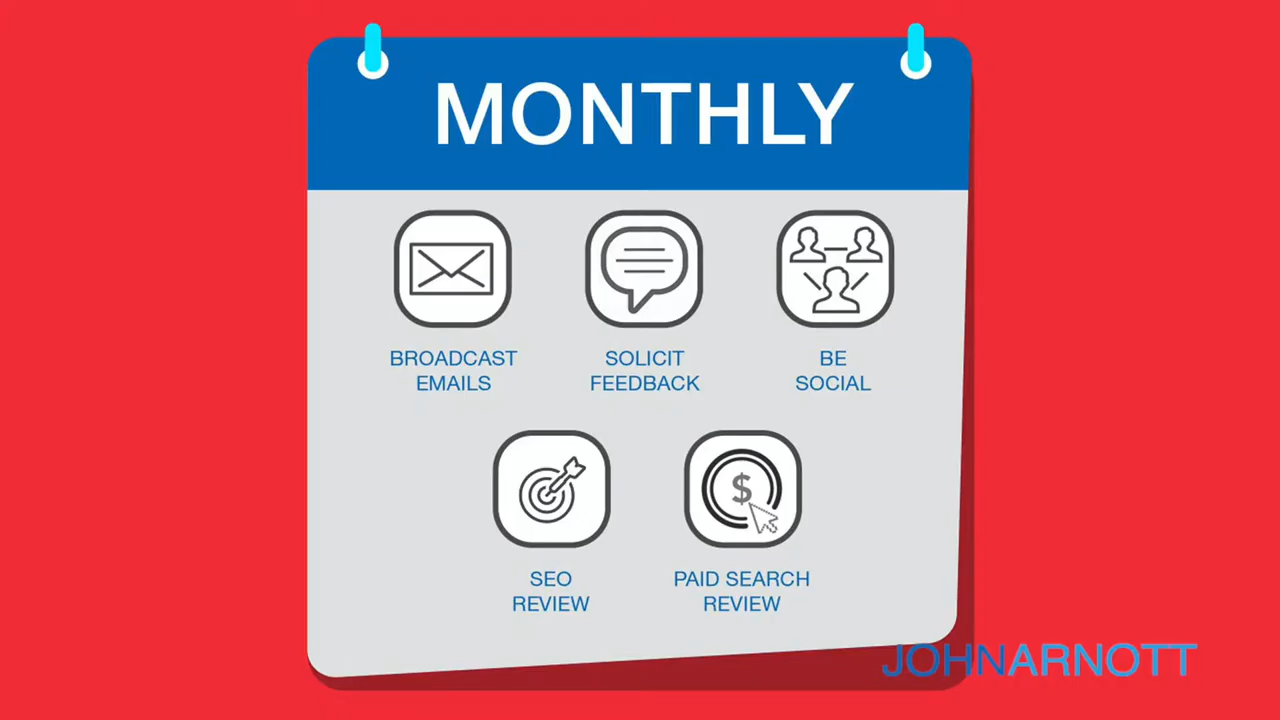 MONTHLY
BROADCAST
EMAILS
SOLICIT
FEEDBACK
BE
SOCIAL
$
SEO
REVIEW
PAID SEARCH
REVIEW
JOHNARNOTT